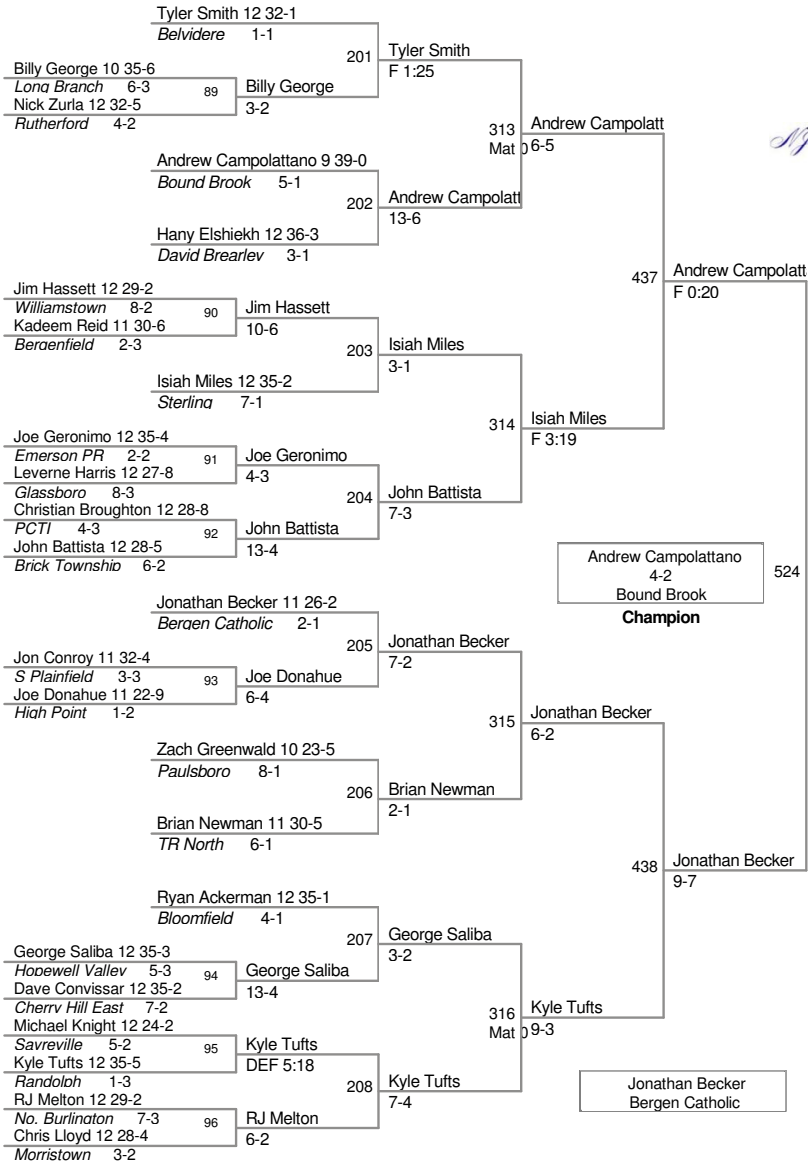 Tyler Smith 12 32-1
Belvidere 1-1
201
Tyler Smith
F 1:25
Billy George 10 35-6
Long Branch 6-3
89
Billy George
3-2
Nick Zurla 12 32-5
Rutherford 4-2
313
Mat 0
Andrew Campolatt
6-5
NJ
Andrew Campolattano 9 39-0
Bound Brook 5-1
202
Andrew Campolatt
13-6
Hany Elshiekh 12 36-3
David Brearley 3-1
437
Andrew Campolatt
F 0:20
Jim Hassett 12 29-2
Williamstown 8-2
90
Jim Hassett
10-6
Kadeem Reid 11 30-6
Bergenfield 2-3
203
Isiah Miles
3-1
Isiah Miles 12 35-2
Sterling 7-1
314
Isiah Miles
F 3:19
Joe Geronimo 12 35-4
Emerson PR 2-2
91
Joe Geronimo
4-3
Leverne Harris 12 27-8
Glassboro 8-3
204
John Battista
7-3
Christian Broughton 12 28-8
PCTI 4-3
92
John Battista
13-4
John Battista 12 28-5
Brick Township 6-2
Andrew Campolattano
4-2
Bound Brook
524
Champion
Jonathan Becker 11 26-2
Bergen Catholic 2-1
205
Jonathan Becker
7-2
Jon Conroy 11 32-4
S Plainfield 3-3
93
Joe Donahue
6-4
Joe Donahue 11 22-9
High Point 1-2
315
Jonathan Becker
6-2
Zach Greenwald 10 23-5
Paulsboro 8-1
206
Brian Newman
2-1
Brian Newman 11 30-5
TR North 6-1
438
Jonathan Becker
9-7
Ryan Ackerman 12 35-1
Bloomfield 4-1
207
George Saliba
3-2
George Saliba 12 35-3
Hopewell Valley 5-3
94
George Saliba
13-4
Dave Convissar 12 35-2
Cherry Hill East 7-2
316
Mat 0
Kyle Tufts
9-3
Michael Knight 12 24-2
Sayreville 5-2
95
Kyle Tufts
DEF 5:18
Kyle Tufts 12 35-5
Randolph 1-3
208
Kyle Tufts
7-4
RJ Melton 12 29-2
No. Burlington 7-3
96
RJ Melton
6-2
Chris Lloyd 12 28-4
Morristown 3-2
Jonathan Becker
Bergen Catholic